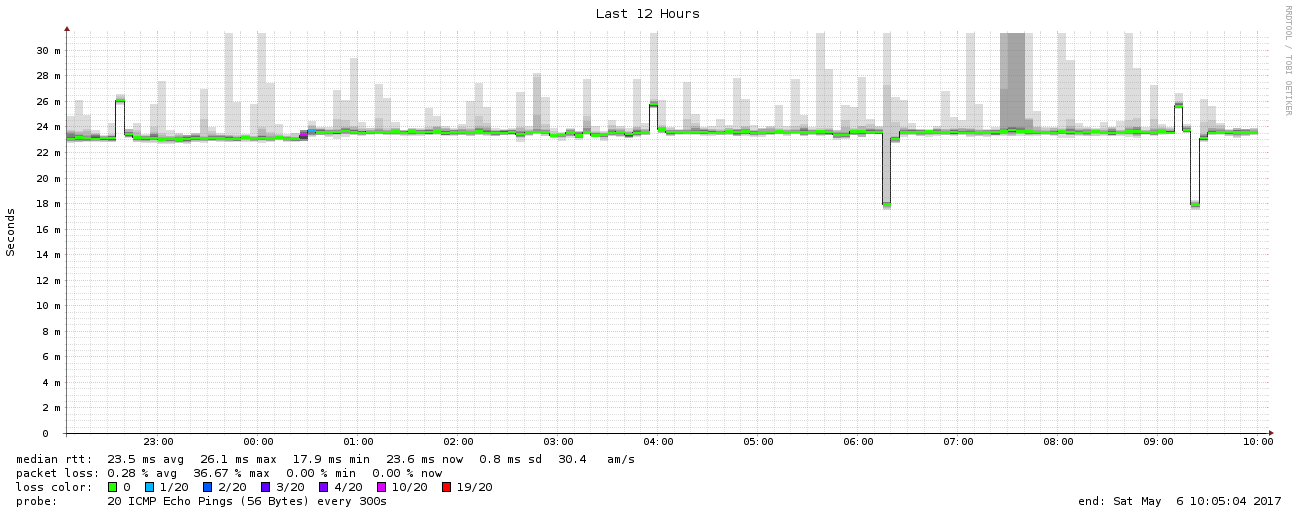 Last 12 Hours
RRDTOOL / TOBI OETIKER
Seconds
30 m
28 m
26 m
24 m
22 m
20 m
18 m
16 m
14 m
12 m
10 m
8 m
6 m
4 m
2 m
0
23:00 00:00 01:00 02:00 03:00 04:00 05:00 06:00 07:00 08:00 09:00 10:00
median rtt: 23.5 ms avg 26.1 ms max 17.9 ms min 23.6 ms now 0.8 ms sd 30.4 am/s
packet loss: 0.28 % avg 36.67 % max 0.00 % min 0.00 % now
loss color: 0 1/20 2/20 3/20 4/20 10/20 19/20
probe: 20 ICMP Echo Pings (56 Bytes) every 300s end: Sat May 6 10:05:04 2017